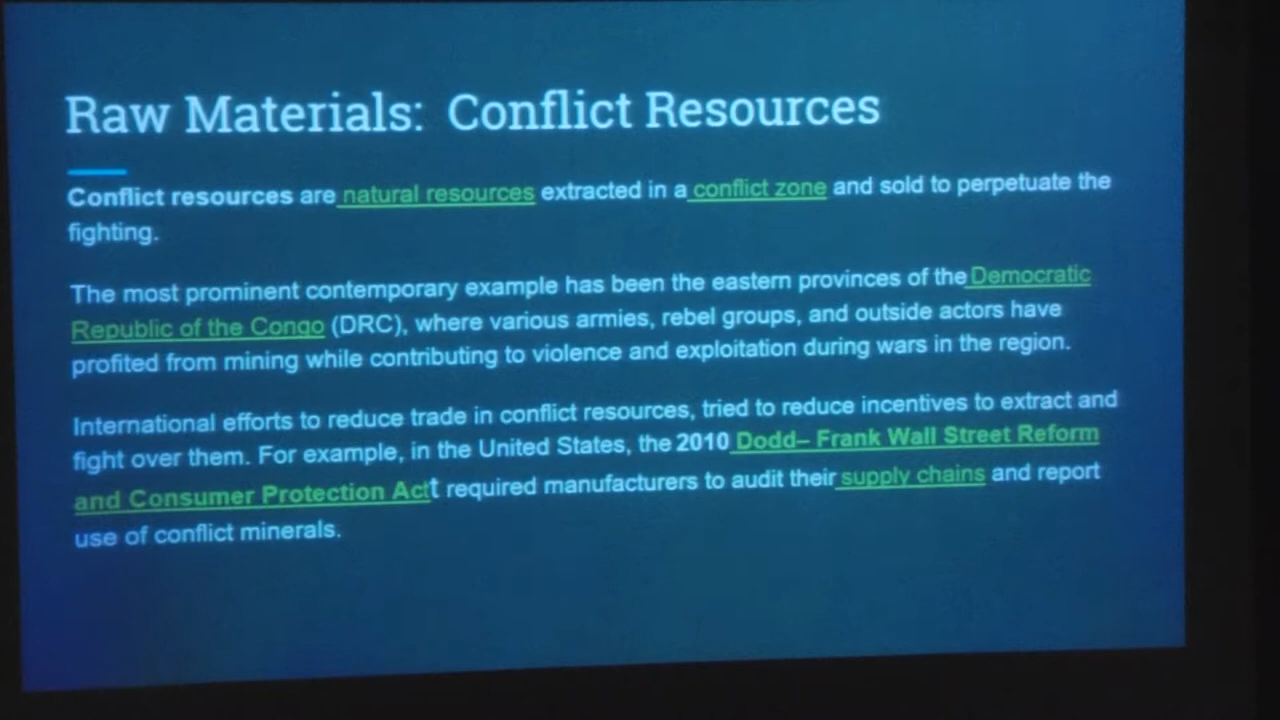 Raw Materials: Conflict Resources
Conflict resources are natural resources extracted in a conflict zone and sold to perpetuate the
fighting.
The most prominent contemporary example has been the eastern provinces of the Democratic
Republic of the Congo (DRC), where various armies, rebel groups, and outside actors have
profited from mining while contributing to violence and exploitation during wars in the region.
International efforts to reduce trade in conflict resources, tried to reduce incentives to extract and
fight over them. For example, in the United States, the 2010 Dodd– Frank Wall Street Reform
and Consumer Protection Actt required manufacturers to audit their supply chains and report
use of conflict minerals.